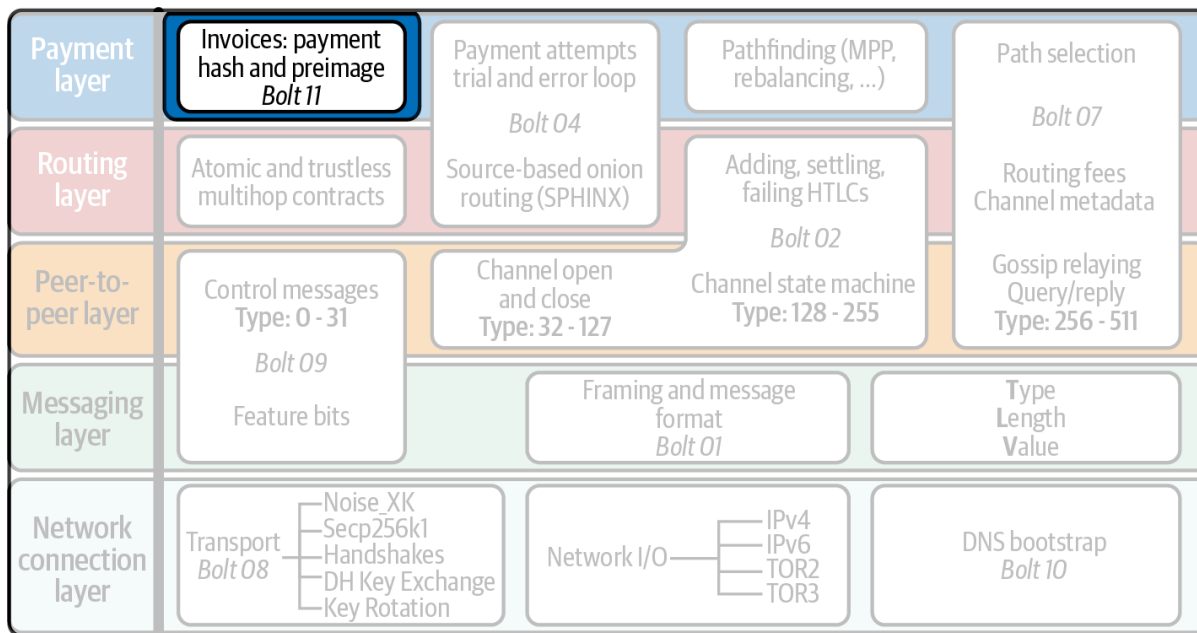 Payment
layer
Invoices: payment
hash and preimage
Bolt 11
Payment attempts
trial and error loop
Bolt 04
Source-based onion
routing (SPHINX)
Pathfinding (MPP,
rebalancing, ...)
Path selection
Bolt 07
Routing fees
Channel metadata
Gossip relaying
Query/reply
Type: 256 - 511
Routing
layer
Atomic and trustless
multihop contracts
Adding, settling,
failing HTLCs
Bolt 02
Channel state machine
Type: 128 - 255
Peer-to-
peer layer
Control messages
Type: 0 - 31
Bolt 09
Feature bits
Channel open
and close
Type: 32 - 127
Messaging
layer
Framing and message
format
Bolt 01
Type
Length
Value
Network
connection
layer
Transport
Bolt 08
Noise_XK
Secp256k1
Handshakes
DH Key Exchange
Key Rotation
Network I/O
IPv4
IPv6
TOR2
TOR3
DNS bootstrap
Bolt 10